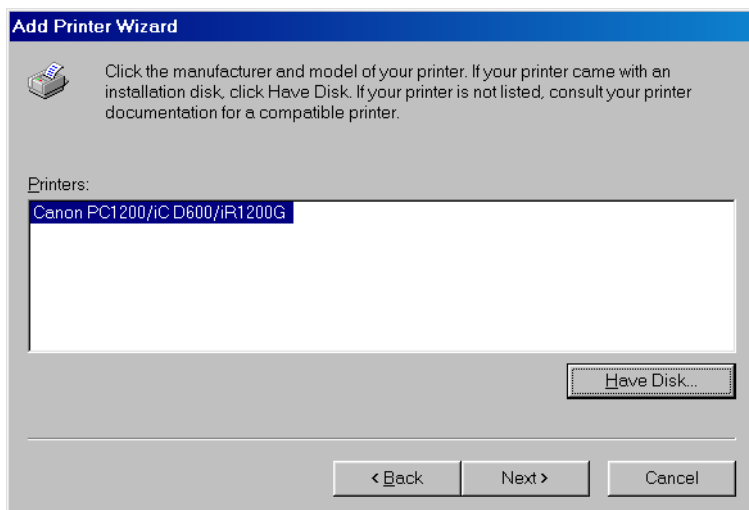 Add Printer Wizard
Click the manufacturer and model of your printer. If your printer came with an
installation disk, click Have Disk. If your printer is not listed, consult your printer
documentation for a compatible printer.
Printers:
Canon PC1200/iC D600/iR1200G
Have Disk...
< Back Next > Cancel